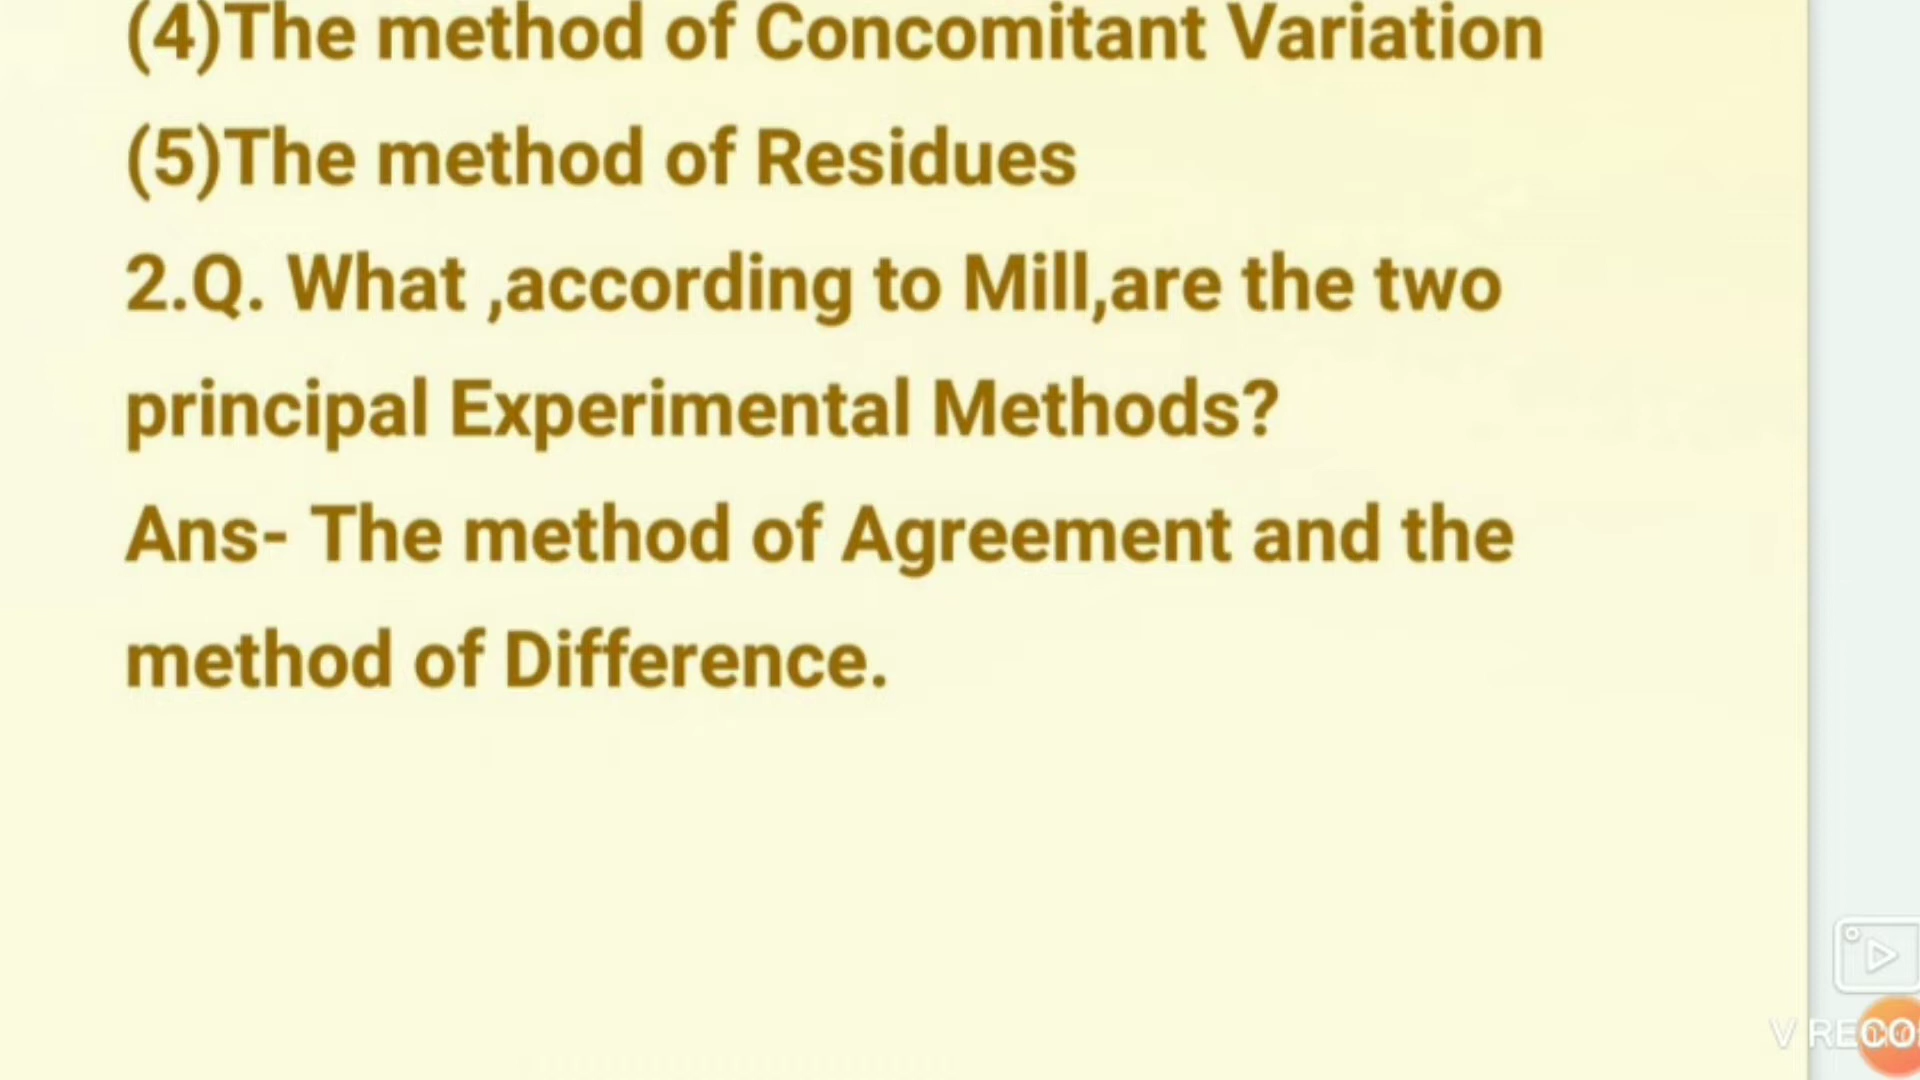 (4)The method of Concomitant Variation
(5)The method of Residues
2.Q. What ,according to Mill,are the two
principal Experimental Methods?
Ans- The method of Agreement and the
method of Difference.
V RECO